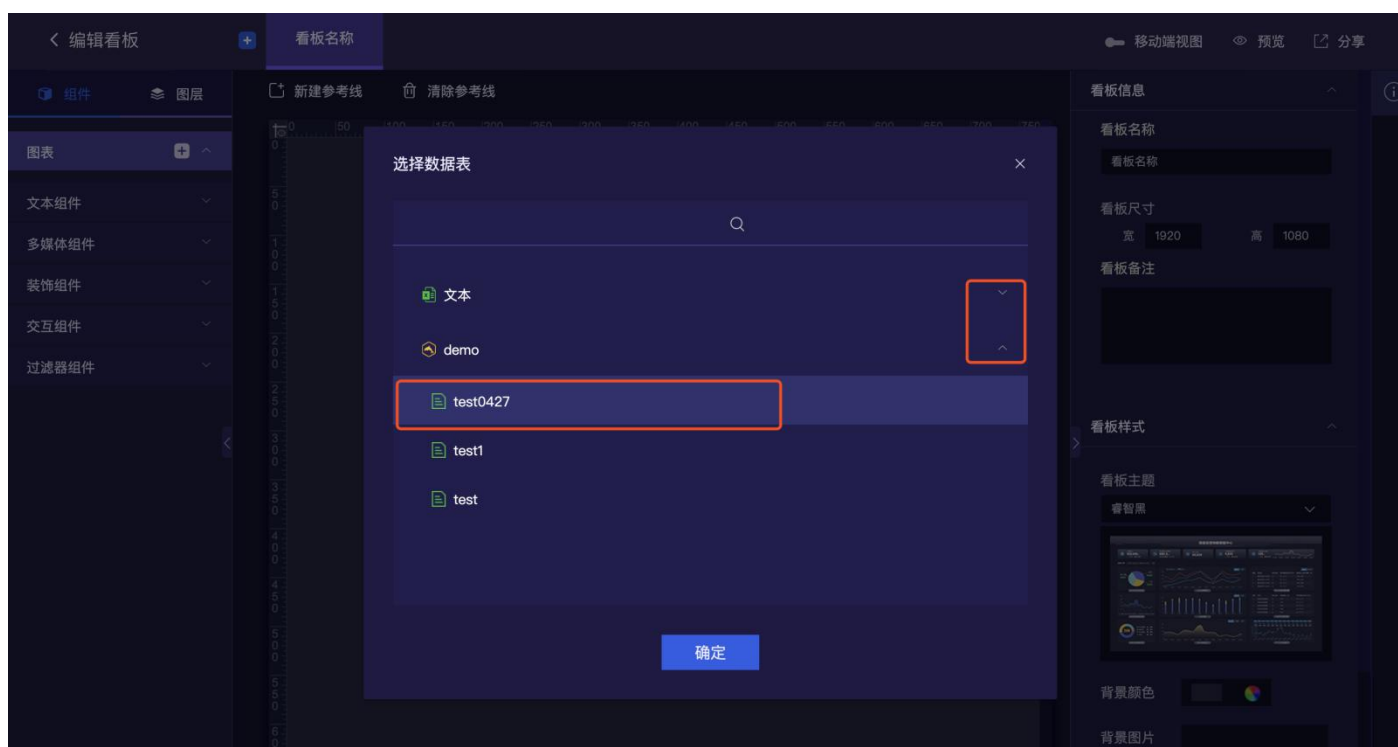 编辑看板
看板名称
移动端视图
预览
分享
组件
图层
新建参考线
清除参考线
图表
文本组件
多媒体组件
装饰组件
交互组件
过滤器组件
选择数据表
文本
demo
test0427
test1
test
确定
看板信息
看板名称
看板名称
看板尺寸
宽 1920 高 1080
看板备注
看板样式
看板主题
睿智黑
背景颜色
背景图片